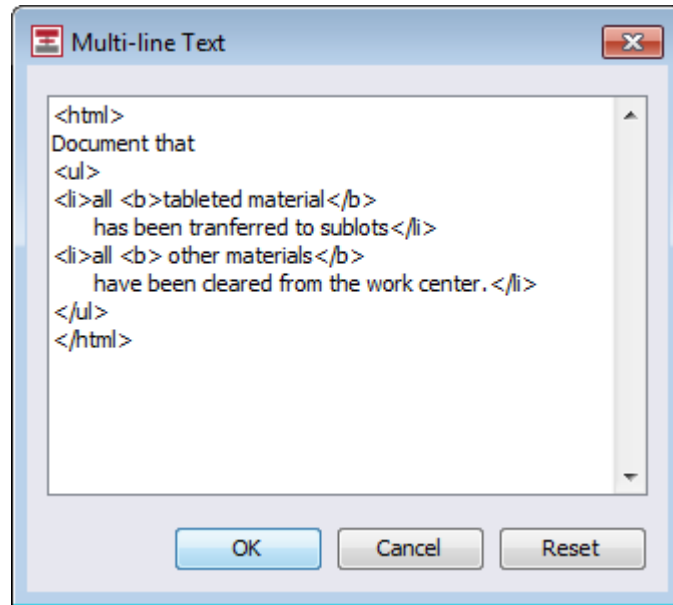 Multi-line Text
<html>
Document that
<ul>
<li>all <b>tableted material</b>
has been tranferred to sublots</li>
<li>all <b> other materials</b>
have been cleared from the work center.</li>
</ul>
</html>
OK Cancel Reset